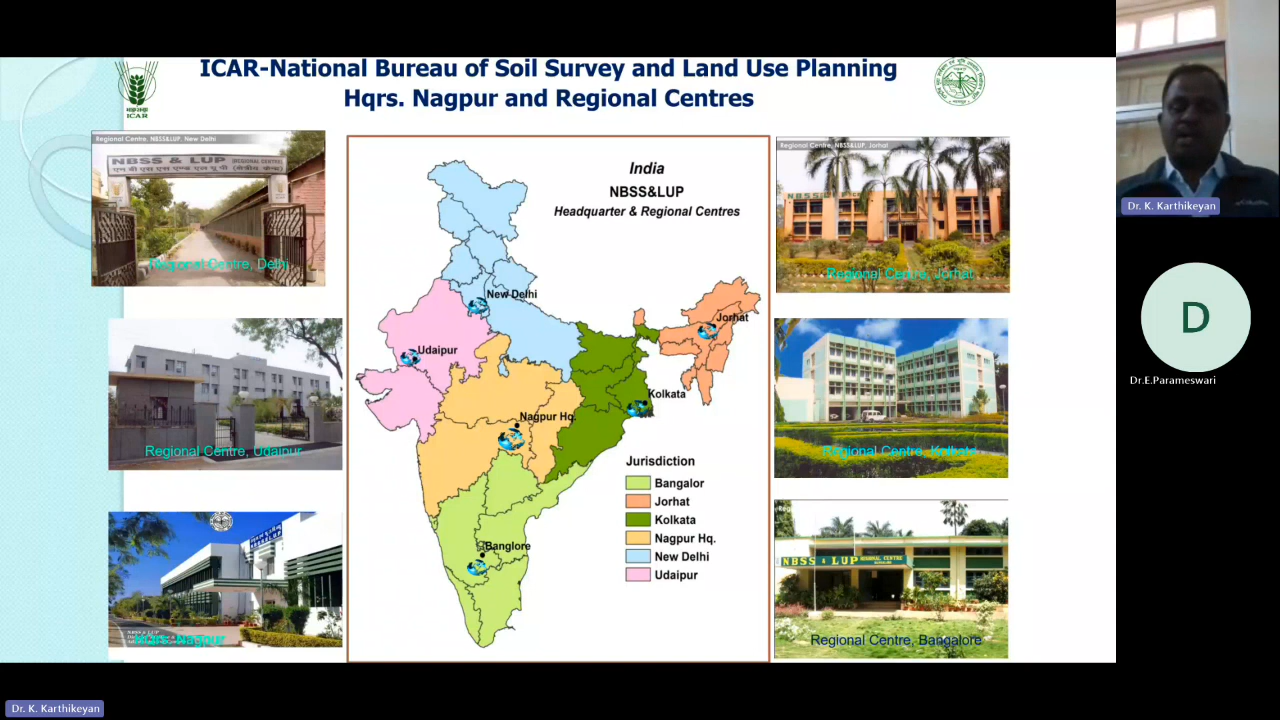 ICAR-National Bureau of Soil Survey and Land Use Planning
Hqrs. Nagpur and Regional Centres
ICAR
Regional Centre, NBSS&LUP, New Delhi
NBSS & LUP (REGIONAL CENTRE)
Regional Centre, Delhi
Regional Centre, Udaipur
NBSS & LUP
Hqrs. Nagpur
India
NBSS&LUP
Headquarter & Regional Centres
New Delhi
Jorhat
Udaipur
Kolkata
Nagpur Hq.
Banglore
Jurisdiction
Bangalor
Jorhat
Kolkata
Nagpur Hq.
New Delhi
Udaipur
Regional Centre, NBSS&LUP, Jorhat
Regional Centre, Jorhat
Regional Centre, Kolkata
NBSS & LUP REGIONAL CENTRE
Regional Centre, Bangalore
Dr. K. Karthikeyan
D
Dr.E.Parameswari
Dr. K. Karthikeyan